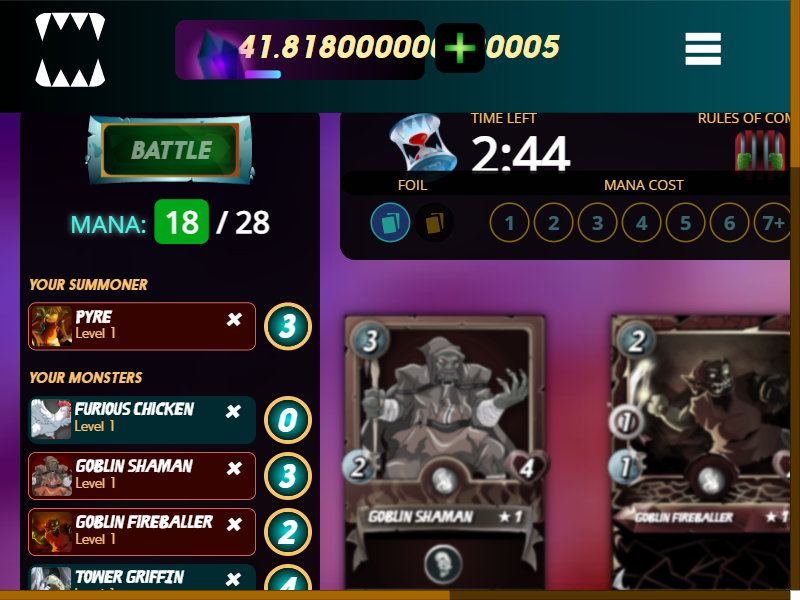 41.8180000000
0005
BATTLE
TIME LEFT
2:44
RULES OF COM
MANA: 18 / 28
FOIL
MANA COST
1 2 3 4 5 6 7+
YOUR SUMMONER
PYRE
Level 1
3
YOUR MONSTERS
FURIOUS CHICKEN
Level 1
0
GOBLIN SHAMAN
Level 1
3
GOBLIN FIREBALLER
Level 1
2
TOWER GRIFFIN
4
3
2
4
GOBLIN SHAMAN ★ 1
2
1
1
GOBLIN FIREBALLER ★ 1